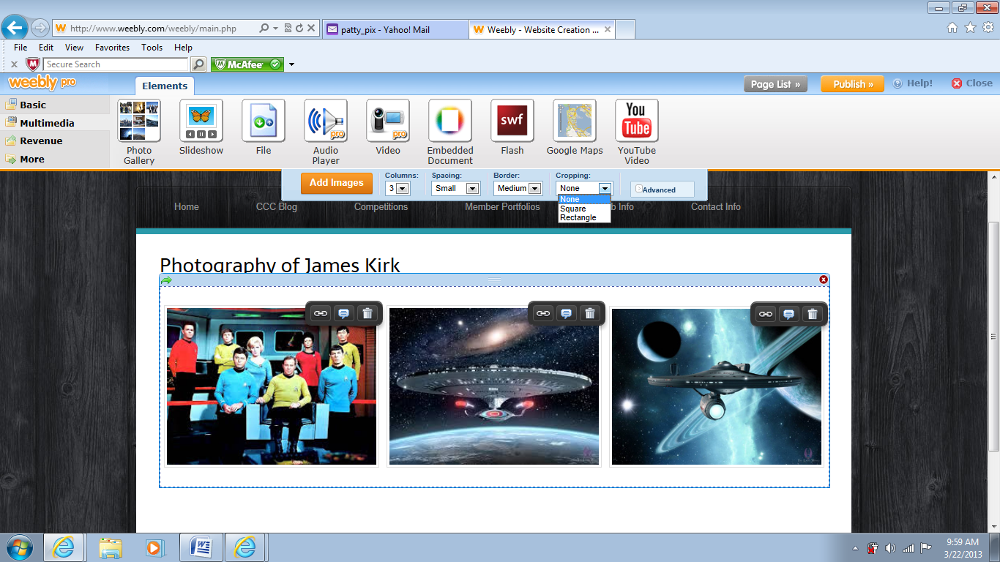 http://www.weebly.com/weebly/main.php
patty_pix - Yahoo! Mail
Weebly - Website Creation ...
File Edit View Favorites Tools Help
Secure Search
McAfee
weebly pro
Elements
Page List »
Publish »
Help!
Close
Basic
Multimedia
Revenue
More
Photo Gallery
Slideshow
File
Audio Player
pro
Video
pro
Embedded Document
swf
Flash
Google Maps
You Tube
YouTube Video
Add Images
Columns:
3
Spacing:
Small
Border:
Medium
Cropping:
None
None
Square
Rectangle
Advanced
Home
CCC Blog
Competitions
Member Portfolios
b Info
Contact Info
Photography of James Kirk
9:59 AM
3/22/2013